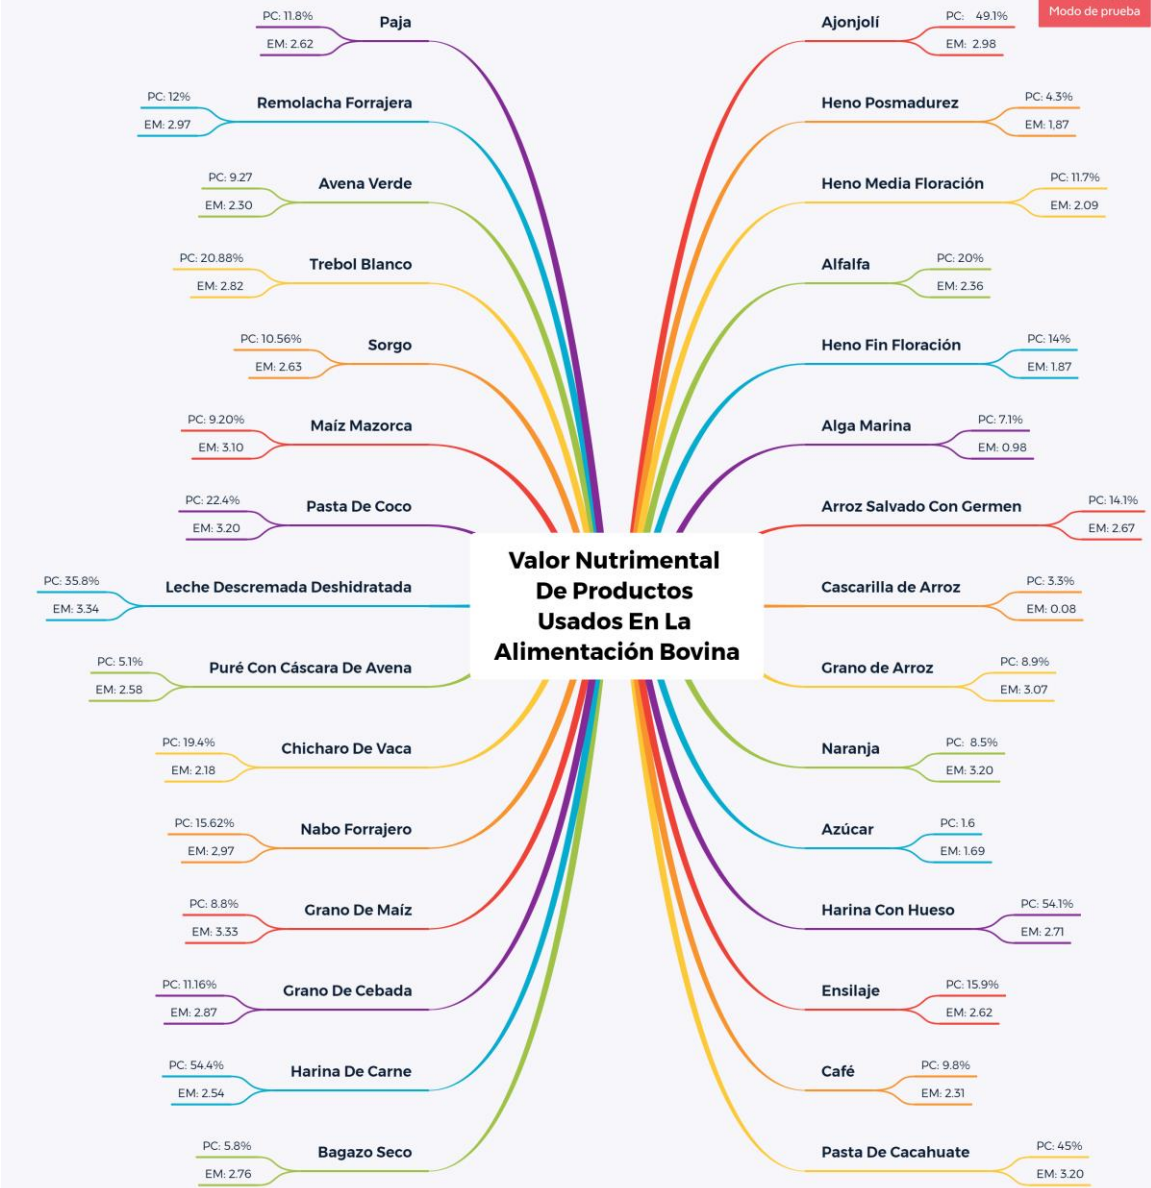 Modo de prueba
Valor Nutrimental
De Productos
Usados En La
Alimentación Bovina
Paja
PC: 11.8%
EM: 2.62
Remolacha Forrajera
PC: 12%
EM: 2.97
Avena Verde
PC: 9.27
EM: 2.30
Trebol Blanco
PC: 20.88%
EM: 2.82
Sorgo
PC: 10.56%
EM: 2.63
Maíz Mazorca
PC: 9.20%
EM: 3.10
Pasta De Coco
PC: 22.4%
EM: 3.20
Leche Descremada Deshidratada
PC: 35.8%
EM: 3.34
Puré Con Cáscara De Avena
PC: 5.1%
EM: 2.58
Chicharo De Vaca
PC: 19.4%
EM: 2.18
Nabo Forrajero
PC: 15.62%
EM: 2,97
Grano De Maíz
PC: 8.8%
EM: 3.33
Grano De Cebada
PC: 11.16%
EM: 2.87
Harina De Carne
PC: 54.4%
EM: 2.54
Bagazo Seco
PC: 5.8%
EM: 2.76
Ajonjolí
PC: 49.1%
EM: 2.98
Heno Posmadurez
PC: 4.3%
EM: 1,87
Heno Media Floración
PC: 11.7%
EM: 2.09
Alfalfa
PC: 20%
EM: 2.36
Heno Fin Floración
PC: 14%
EM: 1.87
Alga Marina
PC: 7.1%
EM: 0.98
Arroz Salvado Con Germen
PC: 14.1%
EM: 2.67
Cascarilla de Arroz
PC: 3.3%
EM: 0.08
Grano de Arroz
PC: 8.9%
EM: 3.07
Naranja
PC: 8.5%
EM: 3.20
Azúcar
PC: 1.6
EM: 1.69
Harina Con Hueso
PC: 54.1%
EM: 2.71
Ensilaje
PC: 15.9%
EM: 2.62
Café
PC: 9.8%
EM: 2.31
Pasta De Cacahuate
PC: 45%
EM: 3.20